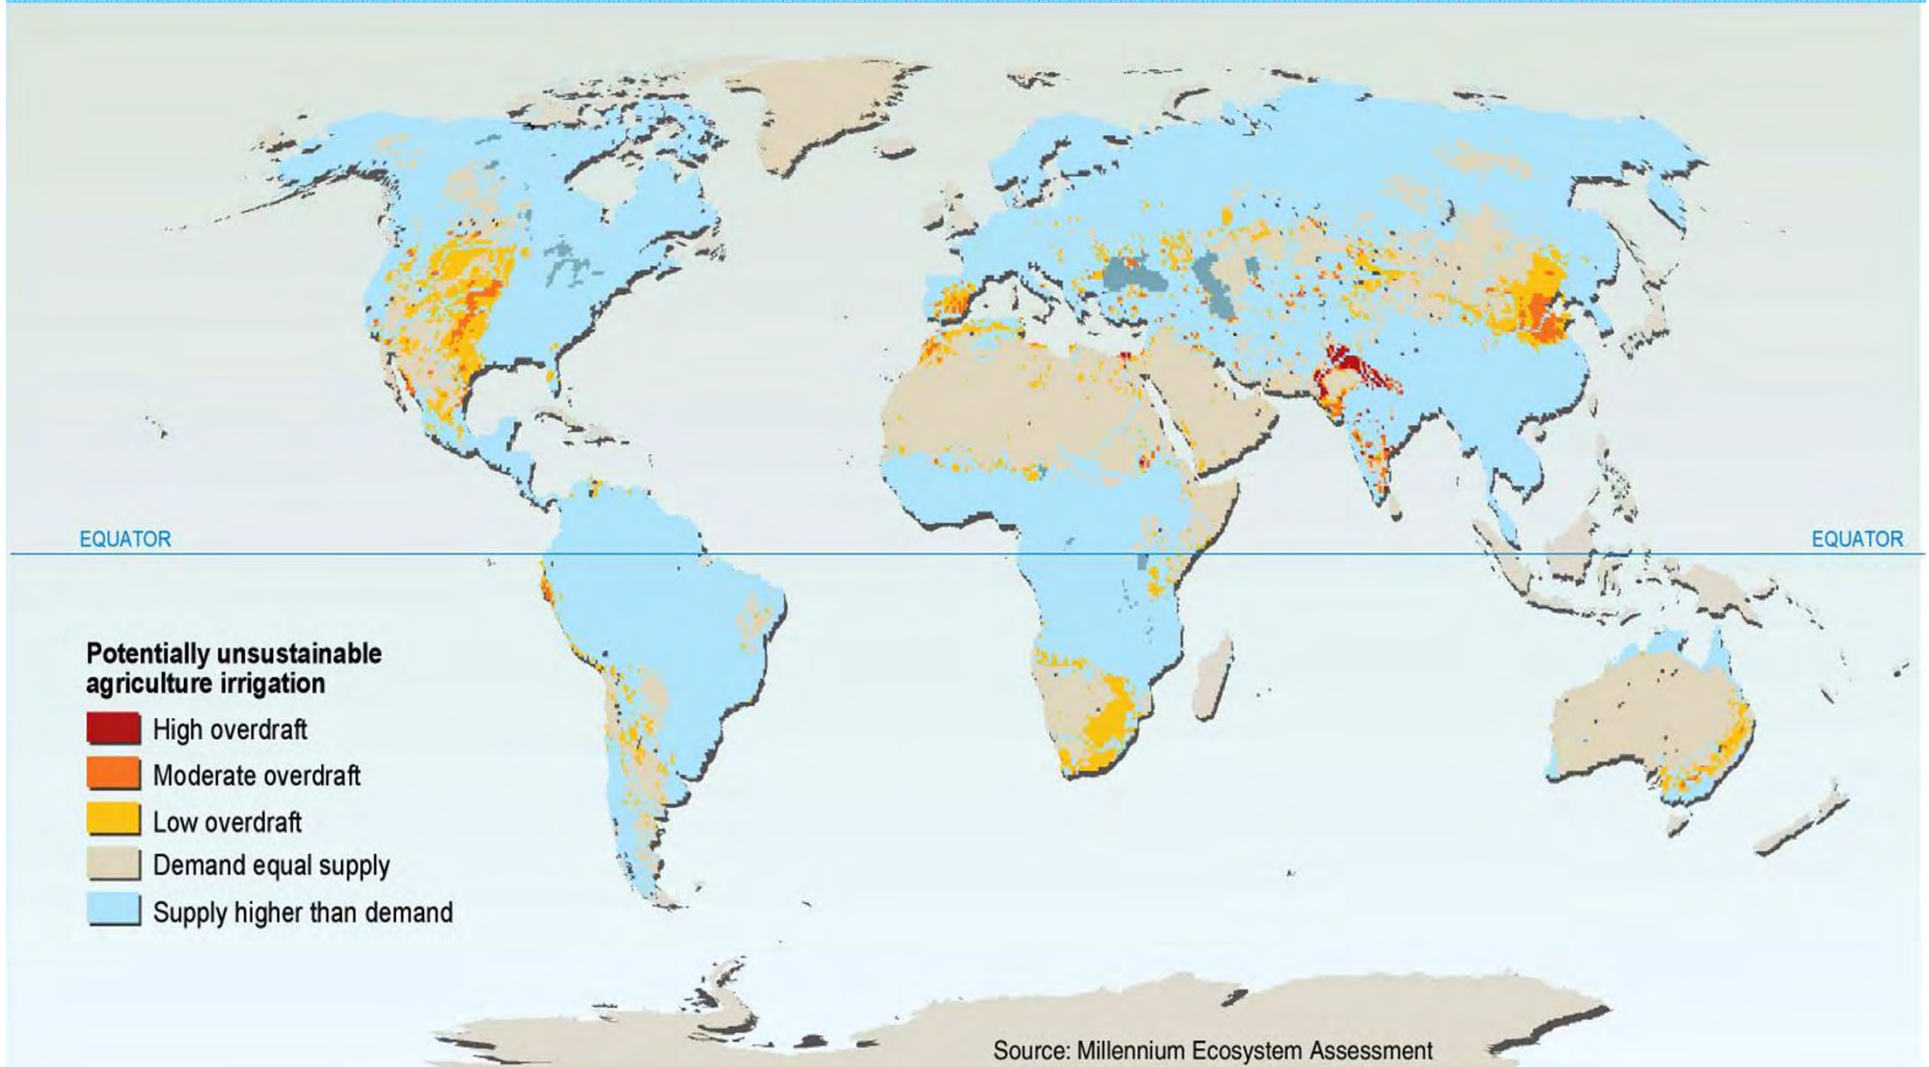 EQUATOR
EQUATOR
Potentially unsustainable
agriculture irrigation
High overdraft
Moderate overdraft
Low overdraft
Demand equal supply
Supply higher than demand
Source: Millennium Ecosystem Assessment